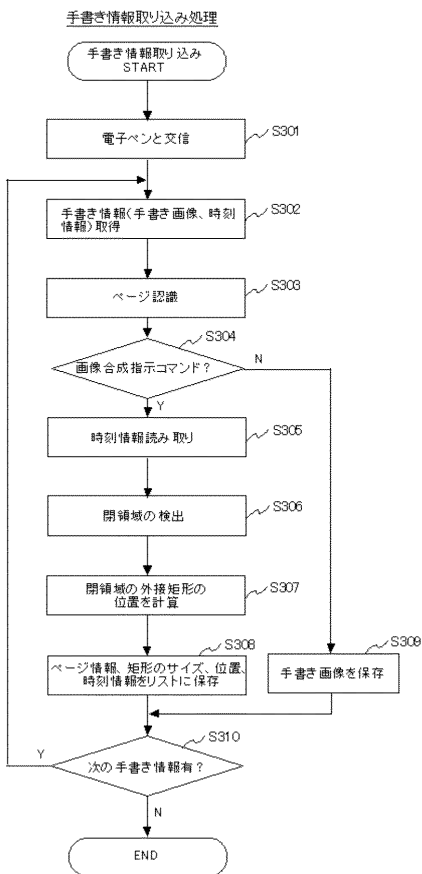 手書き情報取り込み処理
手書き情報取り込み
START
電子ペンと交信
S301
手書き情報(手書き画像、時刻
情報)取得
S302
ページ認識
S303
S304
画像合成指示コマンド?
N
Y
時刻情報読み取り
S305
閉領域の検出
S306
閉領域の外接矩形の
位置を計算
S307
S308
ページ情報、矩形のサイズ、位置、
時刻情報をリストに保存
S309
手書き画像を保存
S310
Y
次の手書き情報有?
N
END